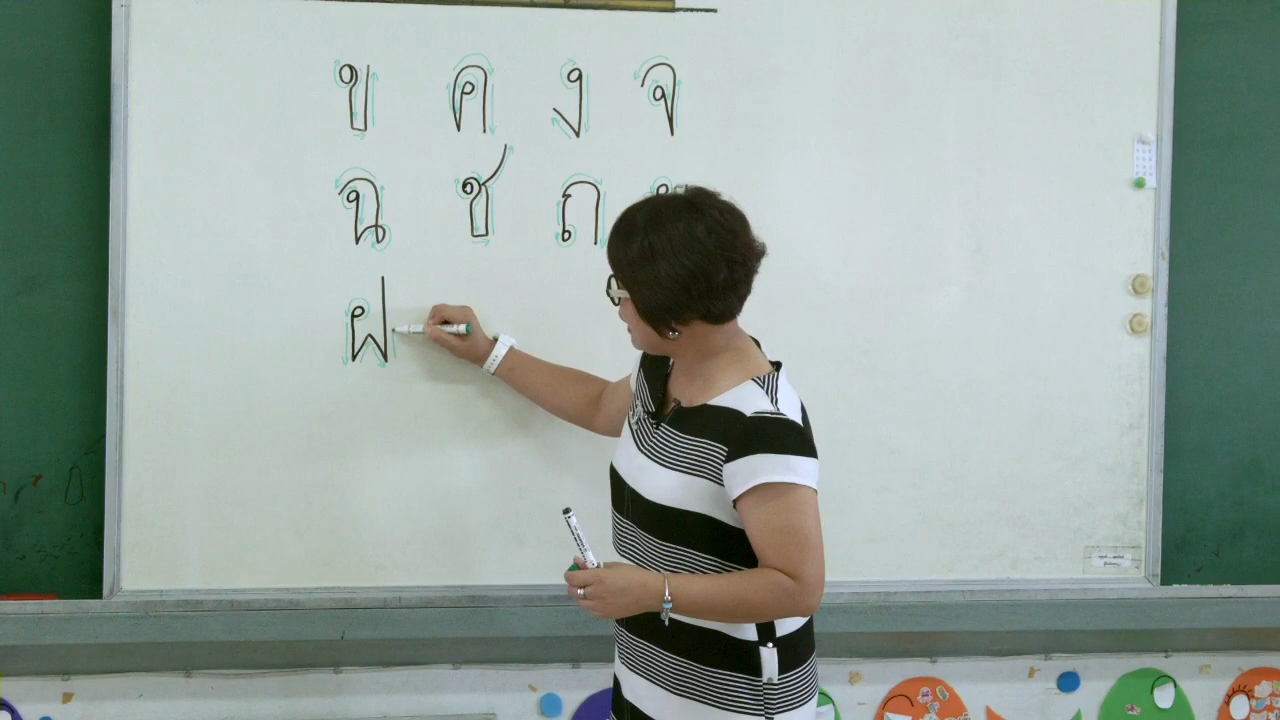 ข ค ง จ
ฉ ช ถ
ฝ